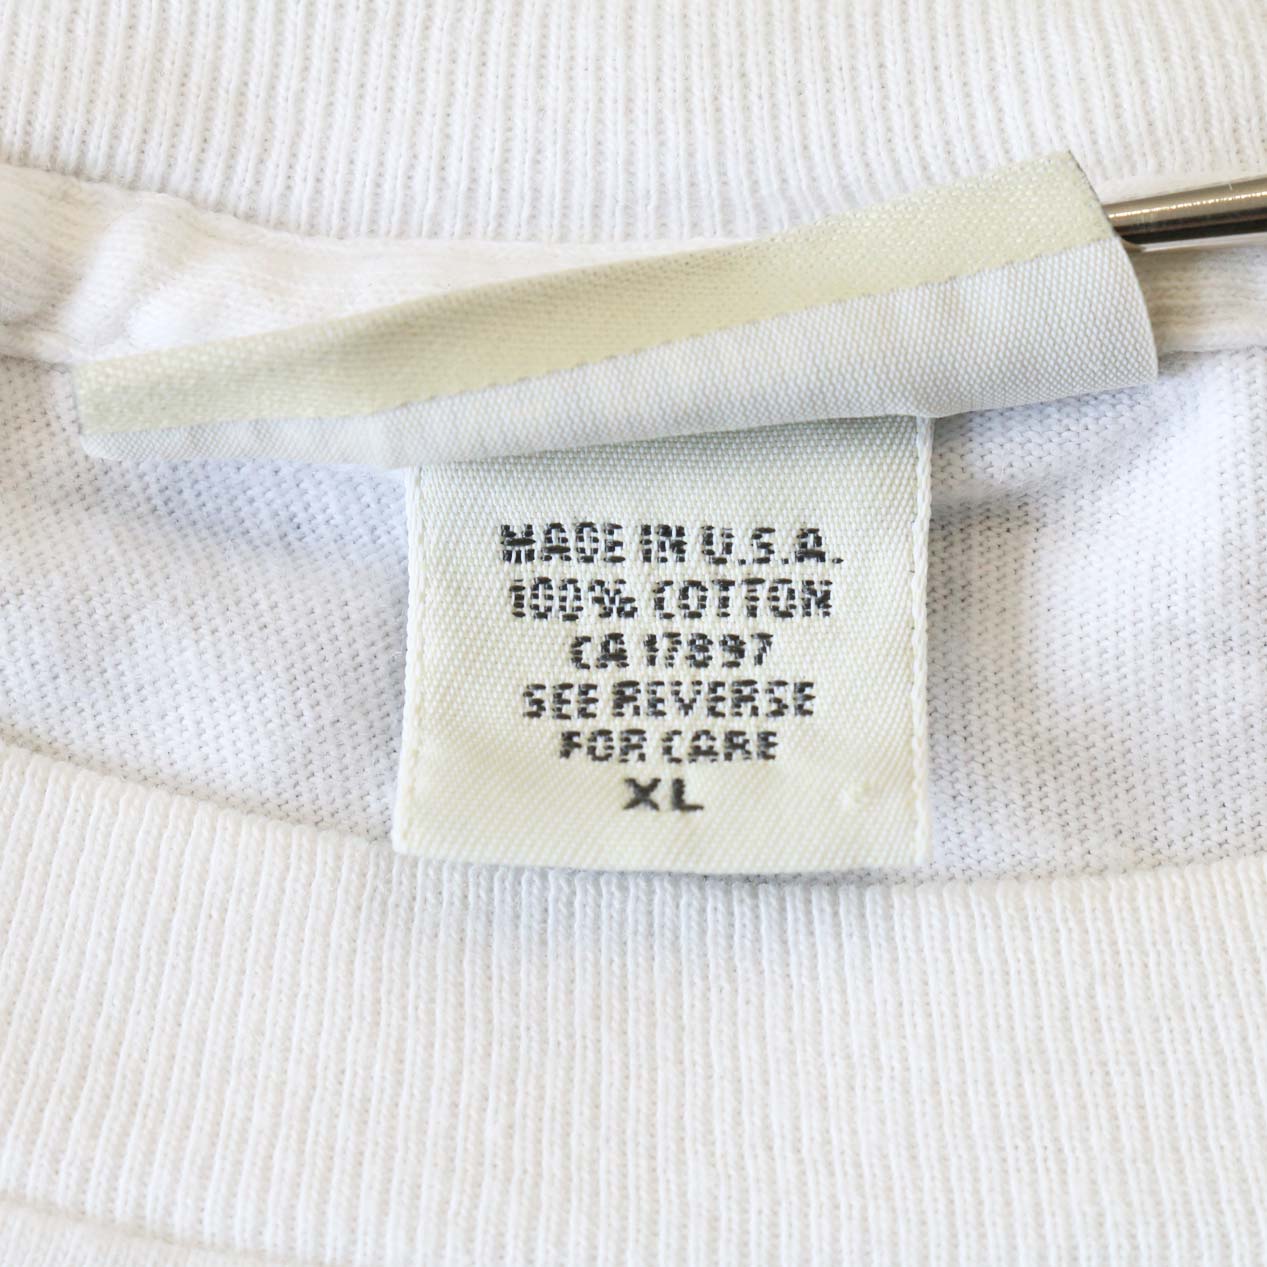 MADE IN U.S.A.
100% COTTON
CA 17897
SEE REVERSE
FOR CARE
XL